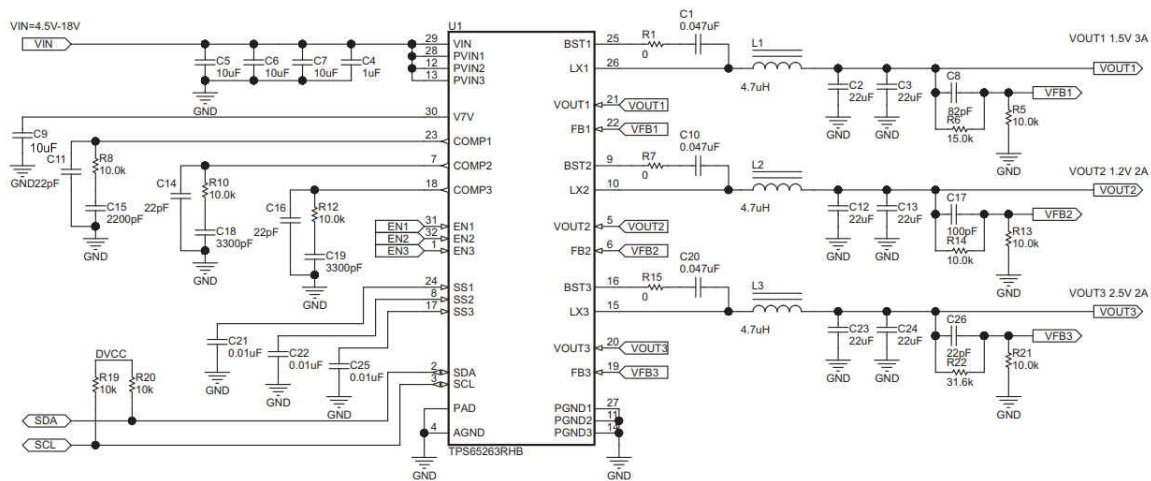 VIN=4.5V-18V
VIN
C5
10uF
C6
10uF
C7
10uF
C4
1uF
GND
C9
10uF
GND
C11
22pF
R8
10.0k
C15
2200pF
GND
C14
22pF
R10
10.0k
C18
3300pF
GND
C16
22pF
R12
10.0k
C19
3300pF
GND
EN1
EN2
EN3
C21
0.01uF
GND
C22
0.01uF
GND
C25
0.01uF
GND
DVCC
R19
10k
R20
10k
SDA
SCL
GND
U1
29 VIN
28 PVIN1
12 PVIN2
13 PVIN3
30 V7V
23 COMP1
7 COMP2
18 COMP3
31 EN1
32 EN2
1 EN3
24 SS1
8 SS2
17 SS3
2 SDA
3 SCL
PAD
4 AGND
TPS65263RHB
BST1 25
LX1 26
VOUT1 21 VOUT1
FB1 22 VFB1
BST2 9
LX2 10
VOUT2 5 VOUT2
FB2 6 VFB2
BST3 16
LX3 15
VOUT3 20 VOUT3
FB3 19 VFB3
PGND1 27
PGND2 11
PGND3 14
GND
R1
0
C1
0.047uF
L1
4.7uH
C2
22uF
GND
C3
22uF
GND
C8
82pF
R6
15.0k
R5
10.0k
GND
VFB1
VOUT1 1.5V 3A
VOUT1
R7
0
C10
0.047uF
L2
4.7uH
C12
22uF
GND
C13
22uF
GND
C17
100pF
R14
10.0k
R13
10.0k
GND
VFB2
VOUT2 1.2V 2A
VOUT2
R15
0
C20
0.047uF
L3
4.7uH
C23
22uF
GND
C24
22uF
GND
C26
22pF
R22
31.6k
R21
10.0k
GND
VFB3
VOUT3 2.5V 2A
VOUT3